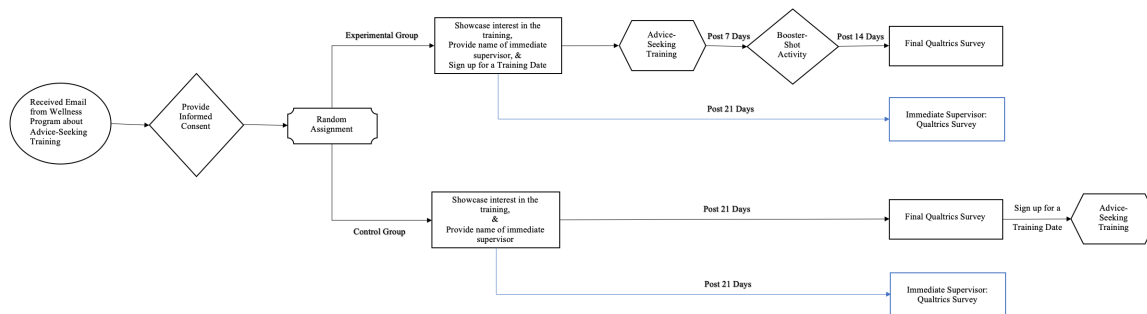 Received Email
from Wellness
Program about
Advice-Seeking
Training
Provide
Informed
Consent
Random
Assignment
Experimental Group
Showcase interest in the
training,
Provide name of immediate
supervisor, &
Sign up for a Training Date
Advice-
Seeking
Training
Post 7 Days
Booster-
Shot
Activity
Post 14 Days
Final Qualtrics Survey
Post 21 Days
Immediate Supervisor:
Qualtrics Survey
Control Group
Showcase interest in the
training,
&
Provide name of immediate
supervisor
Post 21 Days
Final Qualtrics Survey
Sign up for a
Training Date
Advice-
Seeking
Training
Post 21 Days
Immediate Supervisor:
Qualtrics Survey